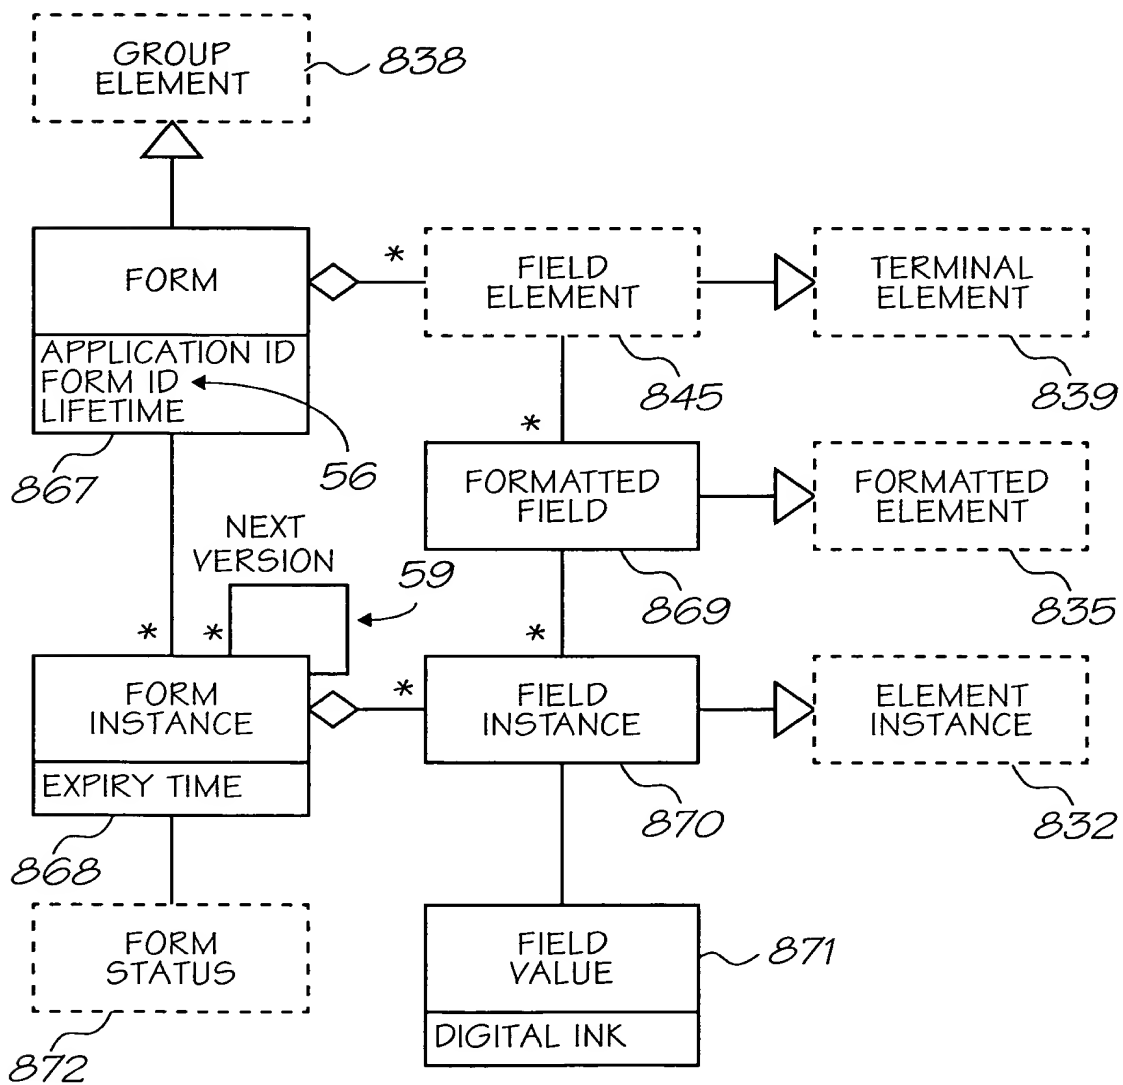 GROUP
ELEMENT
838
FORM
*
FIELD
ELEMENT
TERMINAL
ELEMENT
APPLICATION ID
FORM ID
LIFETIME
845
839
*
867
56
FORMATTED
FIELD
FORMATTED
ELEMENT
NEXT
VERSION
59
869
835
*
*
*
FORM
INSTANCE
*
FIELD
INSTANCE
ELEMENT
INSTANCE
EXPIRY TIME
870
832
868
FORM
STATUS
FIELD
VALUE
871
DIGITAL INK
872